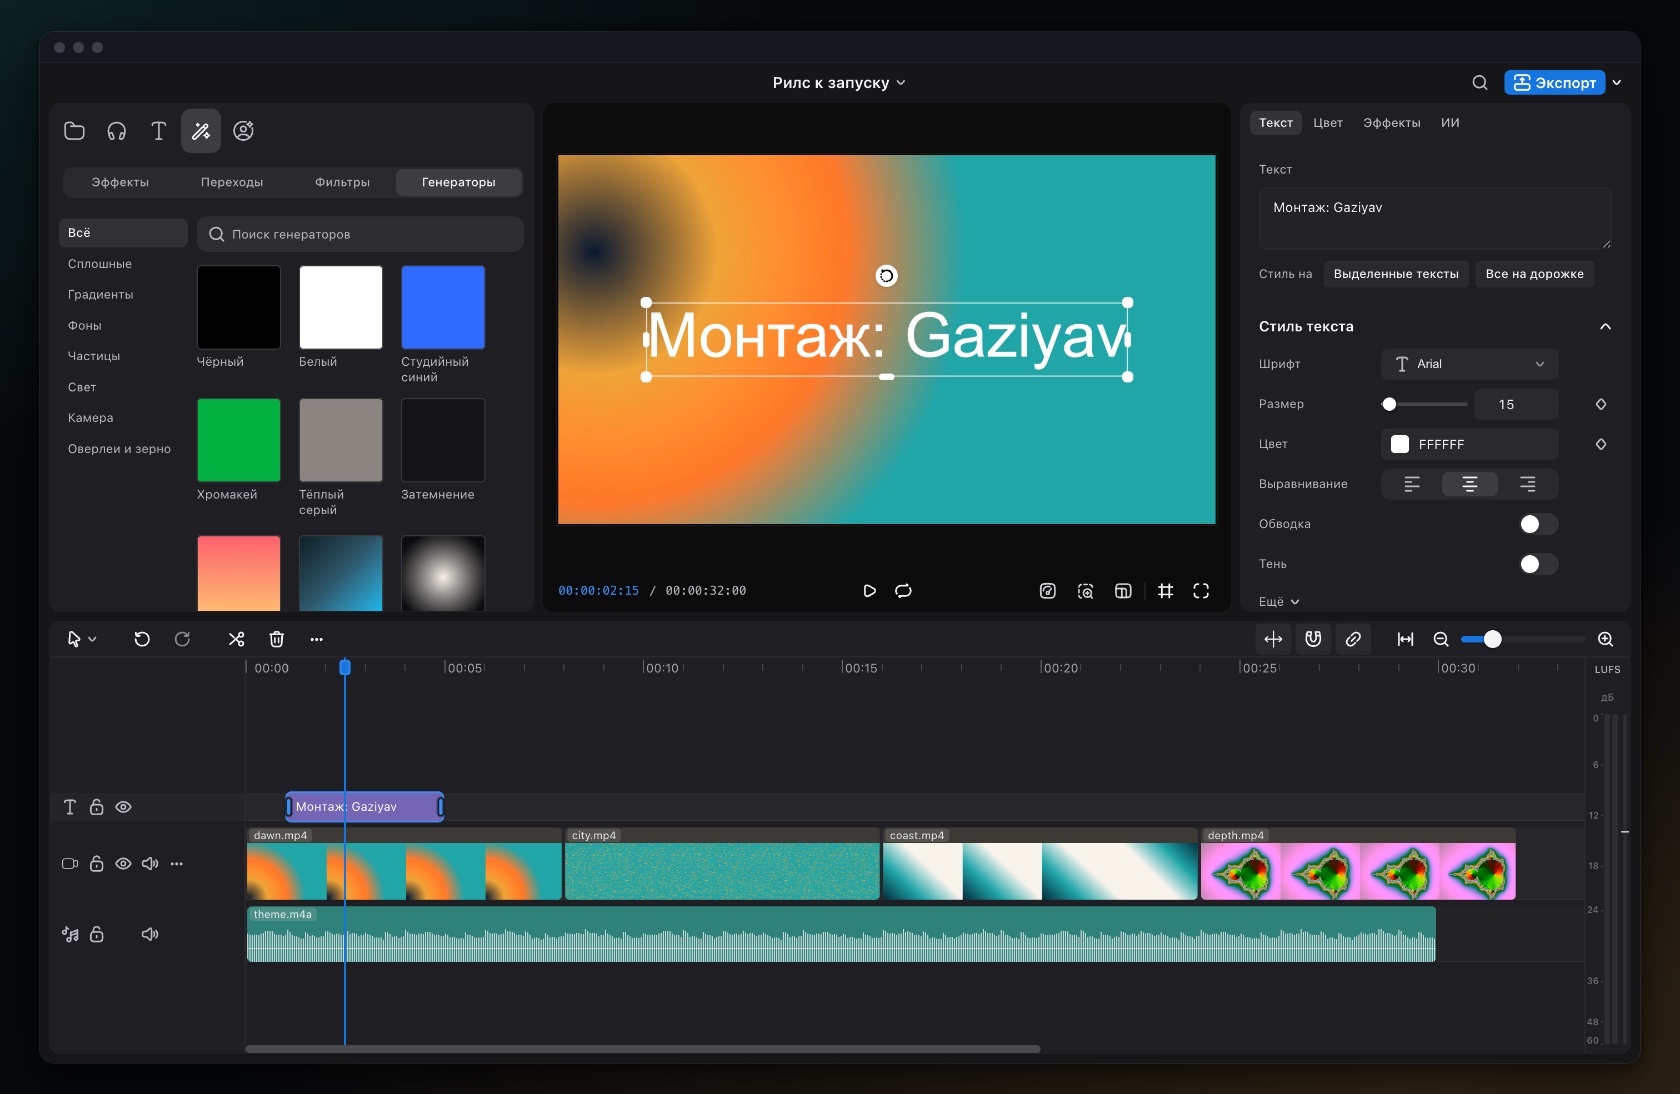 Рилс к запуску
Экспорт
Эффекты Переходы Фильтры Генераторы
Всё
Сплошные
Градиенты
Фоны
Частицы
Свет
Камера
Оверлеи и зерно
Поиск генераторов
Чёрный
Белый
Студийный
синий
Хромакей
Тёплый
серый
Затемнение
Монтаж: Gaziyav
00:00:02:15 / 00:00:32:00
Текст Цвет Эффекты ИИ
Текст
Монтаж: Gaziyav
Стиль на Выделенные тексты Все на дорожке
Стиль текста
Шрифт Arial
Размер 15
Цвет FFFFFF
Выравнивание
Обводка
Тень
Ещё
00:00 00:05 00:10 00:15 00:20 00:25 00:30
LUFS
дБ
0
6
12
18
24
36
48
60
Монтаж: Gaziyav
dawn.mp4 city.mp4 coast.mp4 depth.mp4
theme.m4a